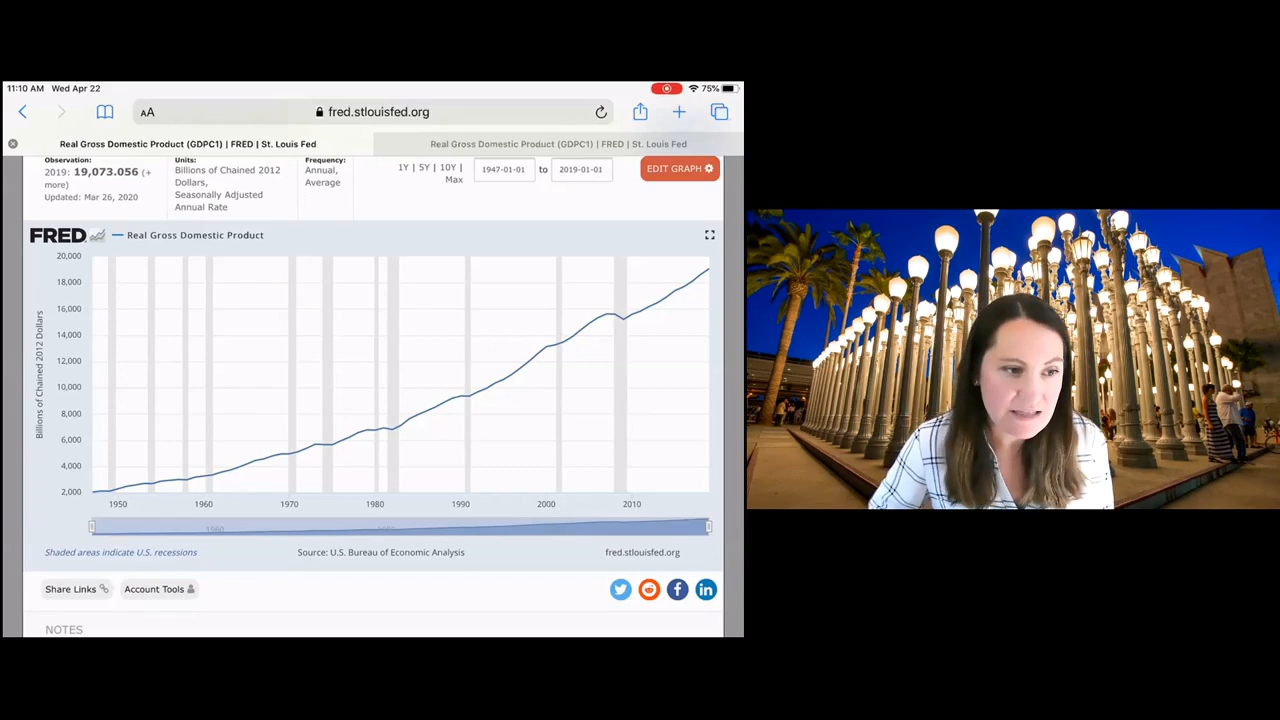 11:10 AM Wed Apr 22
75%
AA
fred.stlouisfed.org
Real Gross Domestic Product (GDPC1) | FRED | St. Louis Fed
Real Gross Domestic Product (GDPC1) | FRED | St. Louis Fed
Observation:
2019: 19,073.056 (+
more)
Updated: Mar 26, 2020
Units:
Billions of Chained 2012
Dollars,
Seasonally Adjusted
Annual Rate
Frequency:
Annual,
Average
1Y | 5Y | 10Y |
Max
1947-01-01 to 2019-01-01
EDIT GRAPH
FRED
Real Gross Domestic Product
Billions of Chained 2012 Dollars
20,000
18,000
16,000
14,000
12,000
10,000
8,000
6,000
4,000
2,000
1950 1960 1970 1980 1990 2000 2010
1960 1980
Shaded areas indicate U.S. recessions
Source: U.S. Bureau of Economic Analysis
fred.stlouisfed.org
Share Links
Account Tools
NOTES